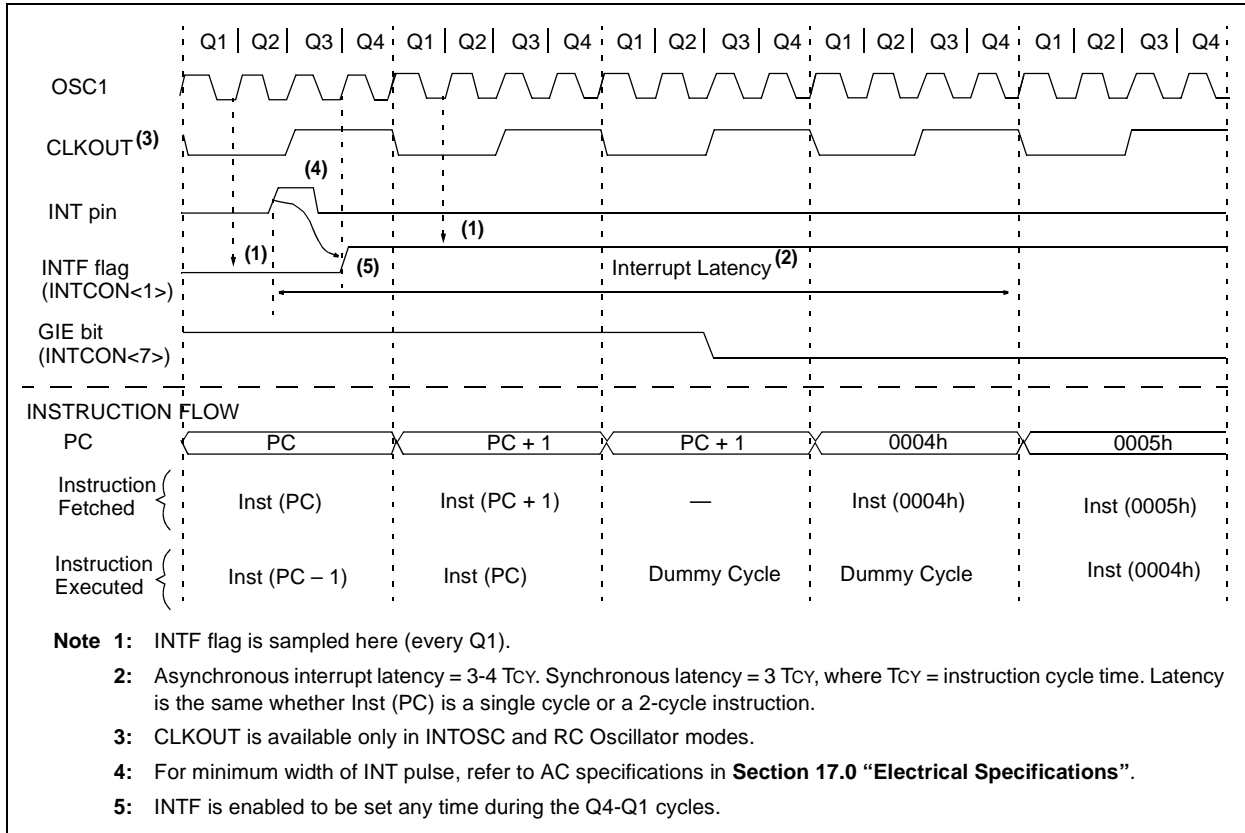 Q1 Q2 Q3 Q4 Q1 Q2 Q3 Q4 Q1 Q2 Q3 Q4 Q1 Q2 Q3 Q4 Q1 Q2 Q3 Q4
OSC1
CLKOUT(3)
(4)
INT pin
(1)
(1)
(5)
INTF flag
(INTCON<1>)
Interrupt Latency(2)
GIE bit
(INTCON<7>)
INSTRUCTION FLOW
PC PC PC + 1 PC + 1 0004h 0005h
Instruction
Fetched
Inst (PC) Inst (PC + 1) — Inst (0004h) Inst (0005h)
Instruction
Executed
Inst (PC – 1) Inst (PC) Dummy Cycle Dummy Cycle Inst (0004h)
Note 1: INTF flag is sampled here (every Q1).
2: Asynchronous interrupt latency = 3-4 TCY. Synchronous latency = 3 TCY, where TCY = instruction cycle time. Latency
is the same whether Inst (PC) is a single cycle or a 2-cycle instruction.
3: CLKOUT is available only in INTOSC and RC Oscillator modes.
4: For minimum width of INT pulse, refer to AC specifications in Section 17.0 “Electrical Specifications”.
5: INTF is enabled to be set any time during the Q4-Q1 cycles.